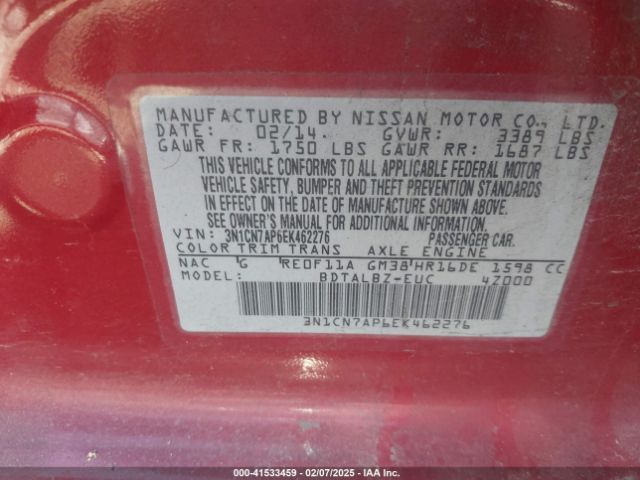 MANUFACTURED BY NISSAN MOTOR CO., LTD.
DATE: 02/14 GVWR: 3389 LBS
GAWR FR: 1750 LBS GAWR RR: 1687 LBS
THIS VEHICLE CONFORMS TO ALL APPLICABLE FEDERAL MOTOR
VEHICLE SAFETY, BUMPER AND THEFT PREVENTION STANDARDS
IN EFFECT ON THE DATE OF MANUFACTURE SHOWN ABOVE.
SEE OWNER'S MANUAL FOR ADDITIONAL INFORMATION.
VIN: 3N1CN7AP6EK462276 PASSENGER CAR.
COLOR TRIM TRANS AXLE ENGINE
NAC G RE0F11A GM38 HR16DE 1598 CC
MODEL: BDTALBZ-EUC 4Z000
3N1CN7AP6EK462276
000-41533459 - 02/07/2025 - IAA, Inc.